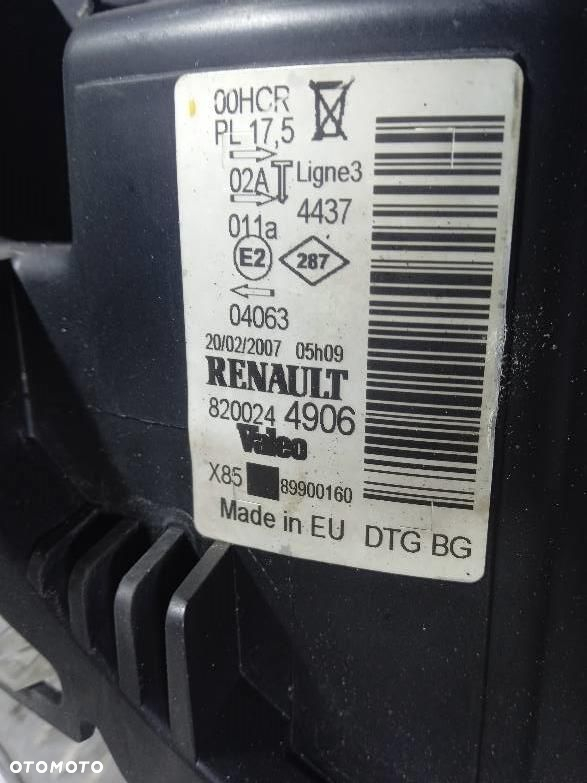 00HCR
PL 17,5
02A Ligne3
4437
011a
E2 287
04063
20/02/2007 05h09
RENAULT
820024 4906
Valeo
X85 89900160
Made in EU DTG BG
OTOMOTO